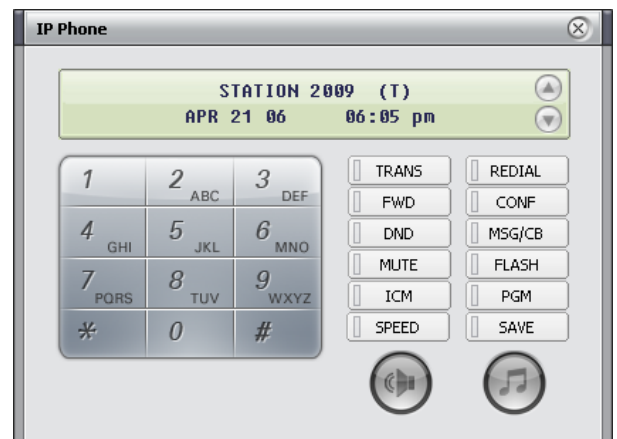 IP Phone
STATION 2009 (T)
APR 21 06 06:05 pm
1 2 ABC 3 DEF
4 GHI 5 JKL 6 MNO
7 PQRS 8 TUV 9 WXYZ
* 0 #
TRANS REDIAL
FWD CONF
DND MSG/CB
MUTE FLASH
ICM PGM
SPEED SAVE